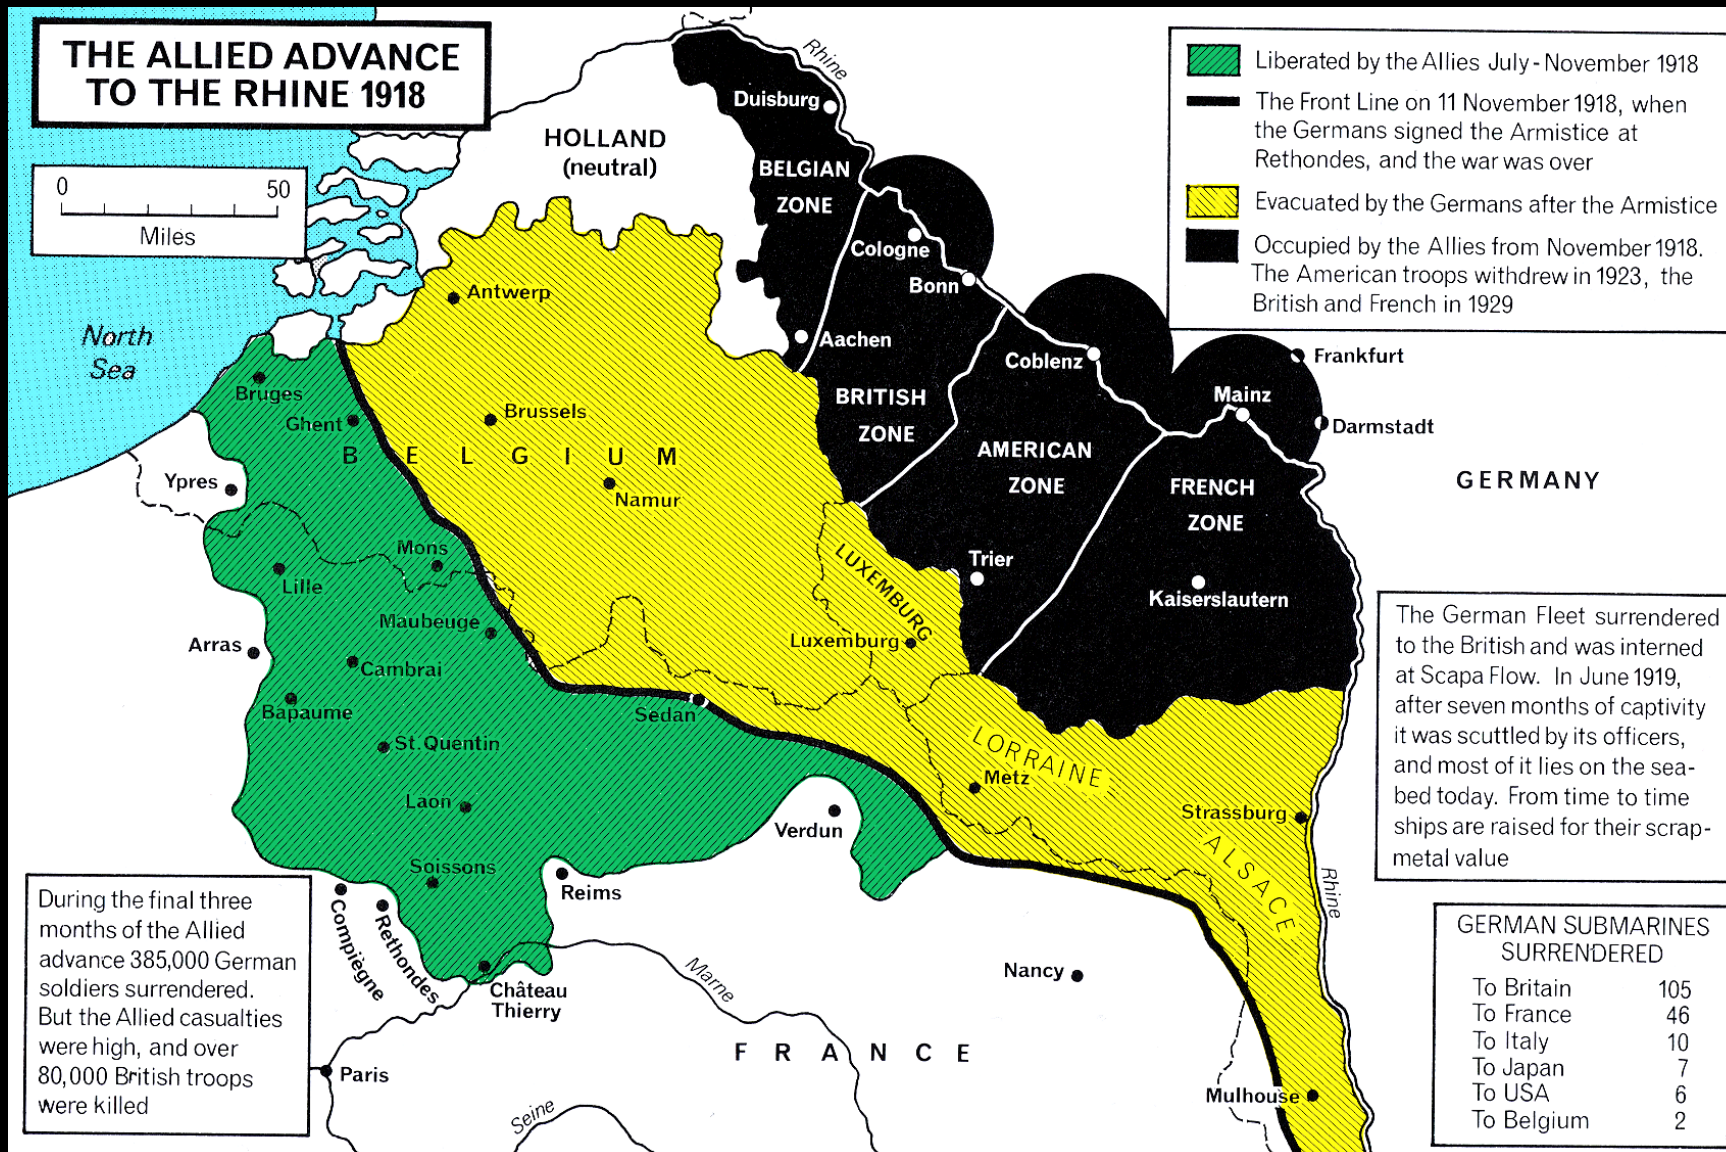 THE ALLIED ADVANCE
TO THE RHINE 1918
0 50
Miles
North
Sea
HOLLAND
(neutral)
Rhine
Duisburg
BELGIAN
ZONE
Cologne
Bonn
Aachen
Coblenz
BRITISH
ZONE
AMERICAN
ZONE
FRENCH
ZONE
Mainz
Frankfurt
Darmstadt
Trier
Kaiserslautern
GERMANY
Liberated by the Allies July - November 1918
The Front Line on 11 November 1918, when
the Germans signed the Armistice at
Rethondes, and the war was over
Evacuated by the Germans after the Armistice
Occupied by the Allies from November 1918.
The American troops withdrew in 1923, the
British and French in 1929
Antwerp
Bruges
Ghent
Brussels
BELGIUM
Namur
Ypres
Mons
Lille
Maubeuge
Arras
Cambrai
Bapaume
St. Quentin
Sedan
LUXEMBURG
Luxemburg
Laon
LORRAINE
Metz
Verdun
Strassburg
ALSACE
Rhine
Soissons
Reims
Compiègne
Rethondes
Château
Thierry
Marne
Nancy
FRANCE
Paris
Seine
Mulhouse
The German Fleet surrendered
to the British and was interned
at Scapa Flow. In June 1919,
after seven months of captivity
it was scuttled by its officers,
and most of it lies on the sea-
bed today. From time to time
ships are raised for their scrap-
metal value
During the final three
months of the Allied
advance 385,000 German
soldiers surrendered.
But the Allied casualties
were high, and over
80,000 British troops
were killed
GERMAN SUBMARINES
SURRENDERED
To Britain 105
To France 46
To Italy 10
To Japan 7
To USA 6
To Belgium 2